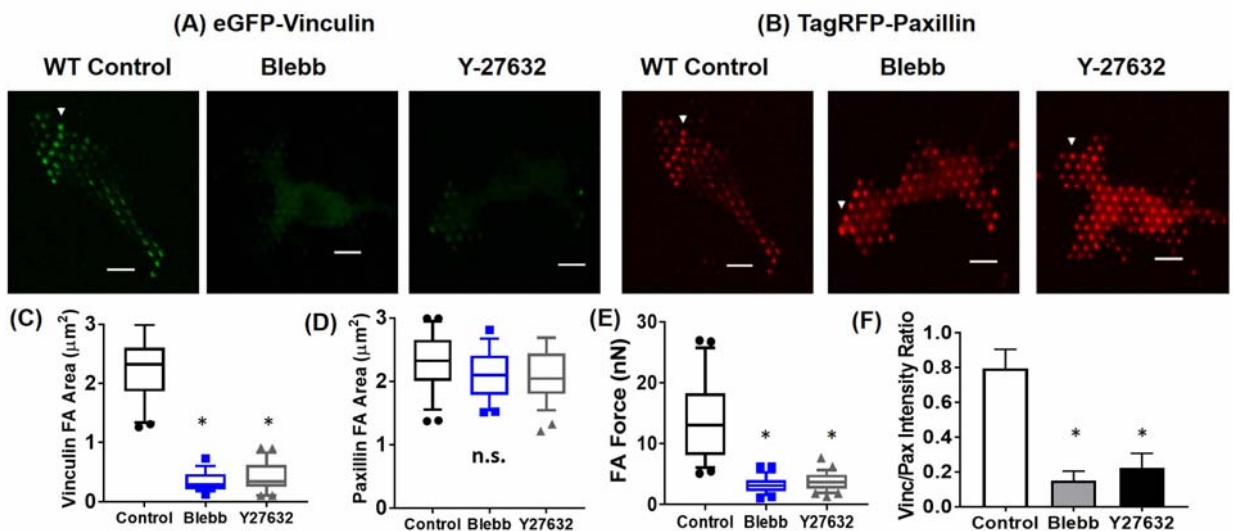 (A) eGFP-Vinculin
(B) TagRFP-Paxillin
WT Control
Blebb
Y-27632
WT Control
Blebb
Y-27632
(C)
Vinculin FA Area (μm²)
3
2
1
0
*
*
Control
Blebb
Y27632
(D)
Paxillin FA Area (μm²)
3
2
1
0
n.s.
Control
Blebb
Y27632
(E)
FA Force (nN)
30
20
10
0
*
*
Control
Blebb
Y27632
(F)
Vinc/Pax Intensity Ratio
1.0
0.8
0.6
0.4
0.2
0.0
*
*
Control
Blebb
Y27632